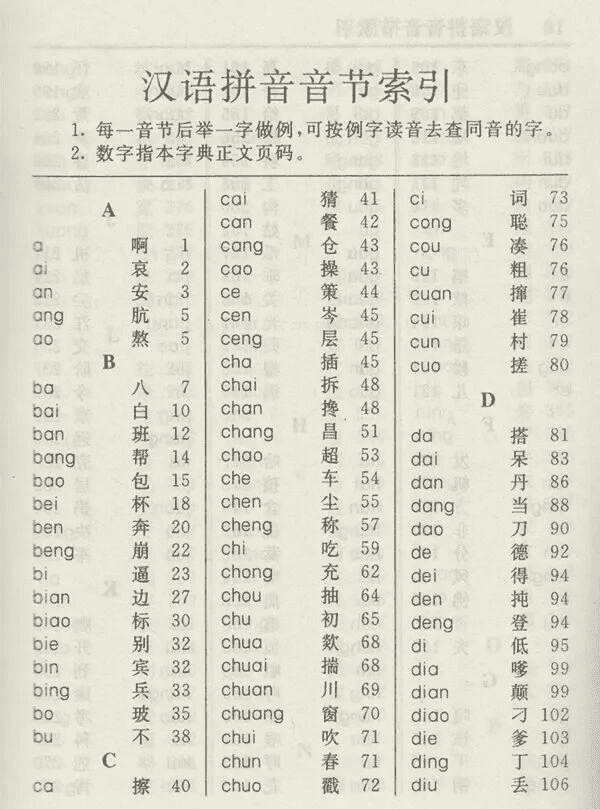 汉语拼音音节索引
1. 每一音节后举一字做例，可按例字读音去查同音的字。
2. 数字指本字典正文页码。
A
a 啊 1
ai 哀 2
an 安 3
ang 肮 5
ao 熬 5
B
ba 八 7
bai 白 10
ban 班 12
bang 帮 14
bao 包 15
bei 杯 18
ben 奔 20
beng 崩 22
bi 逼 23
bian 边 27
biao 标 30
bie 别 32
bin 宾 32
bing 兵 33
bo 玻 35
bu 不 38
C
ca 擦 40
cai 猜 41
can 餐 42
cang 仓 43
cao 操 43
ce 策 44
cen 岑 45
ceng 层 45
cha 插 45
chai 拆 48
chan 搀 48
chang 昌 51
chao 超 53
che 车 54
chen 尘 55
cheng 称 57
chi 吃 59
chong 充 62
chou 抽 64
chu 初 65
chua 欻 68
chuai 揣 68
chuan 川 69
chuang 窗 70
chui 吹 71
chun 春 71
chuo 戳 72
ci 词 73
cong 聪 75
cou 凑 76
cu 粗 76
cuan 撺 77
cui 崔 78
cun 村 79
cuo 搓 80
D
da 搭 81
dai 呆 83
dan 丹 86
dang 当 88
dao 刀 90
de 德 92
dei 得 94
den 扽 94
deng 登 94
di 低 95
dia 嗲 99
dian 颠 99
diao 刁 102
die 爹 103
ding 丁 104
diu 丢 106